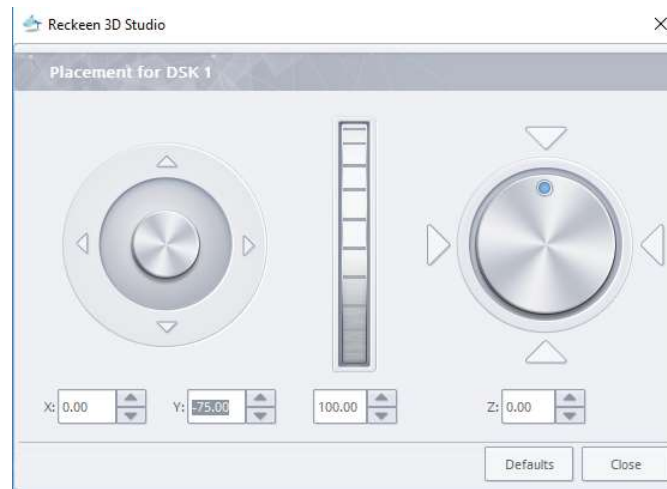 Reckeen 3D Studio
Placement for DSK 1
X: 0.00 Y: -75.00 100.00 Z: 0.00
Defaults Close